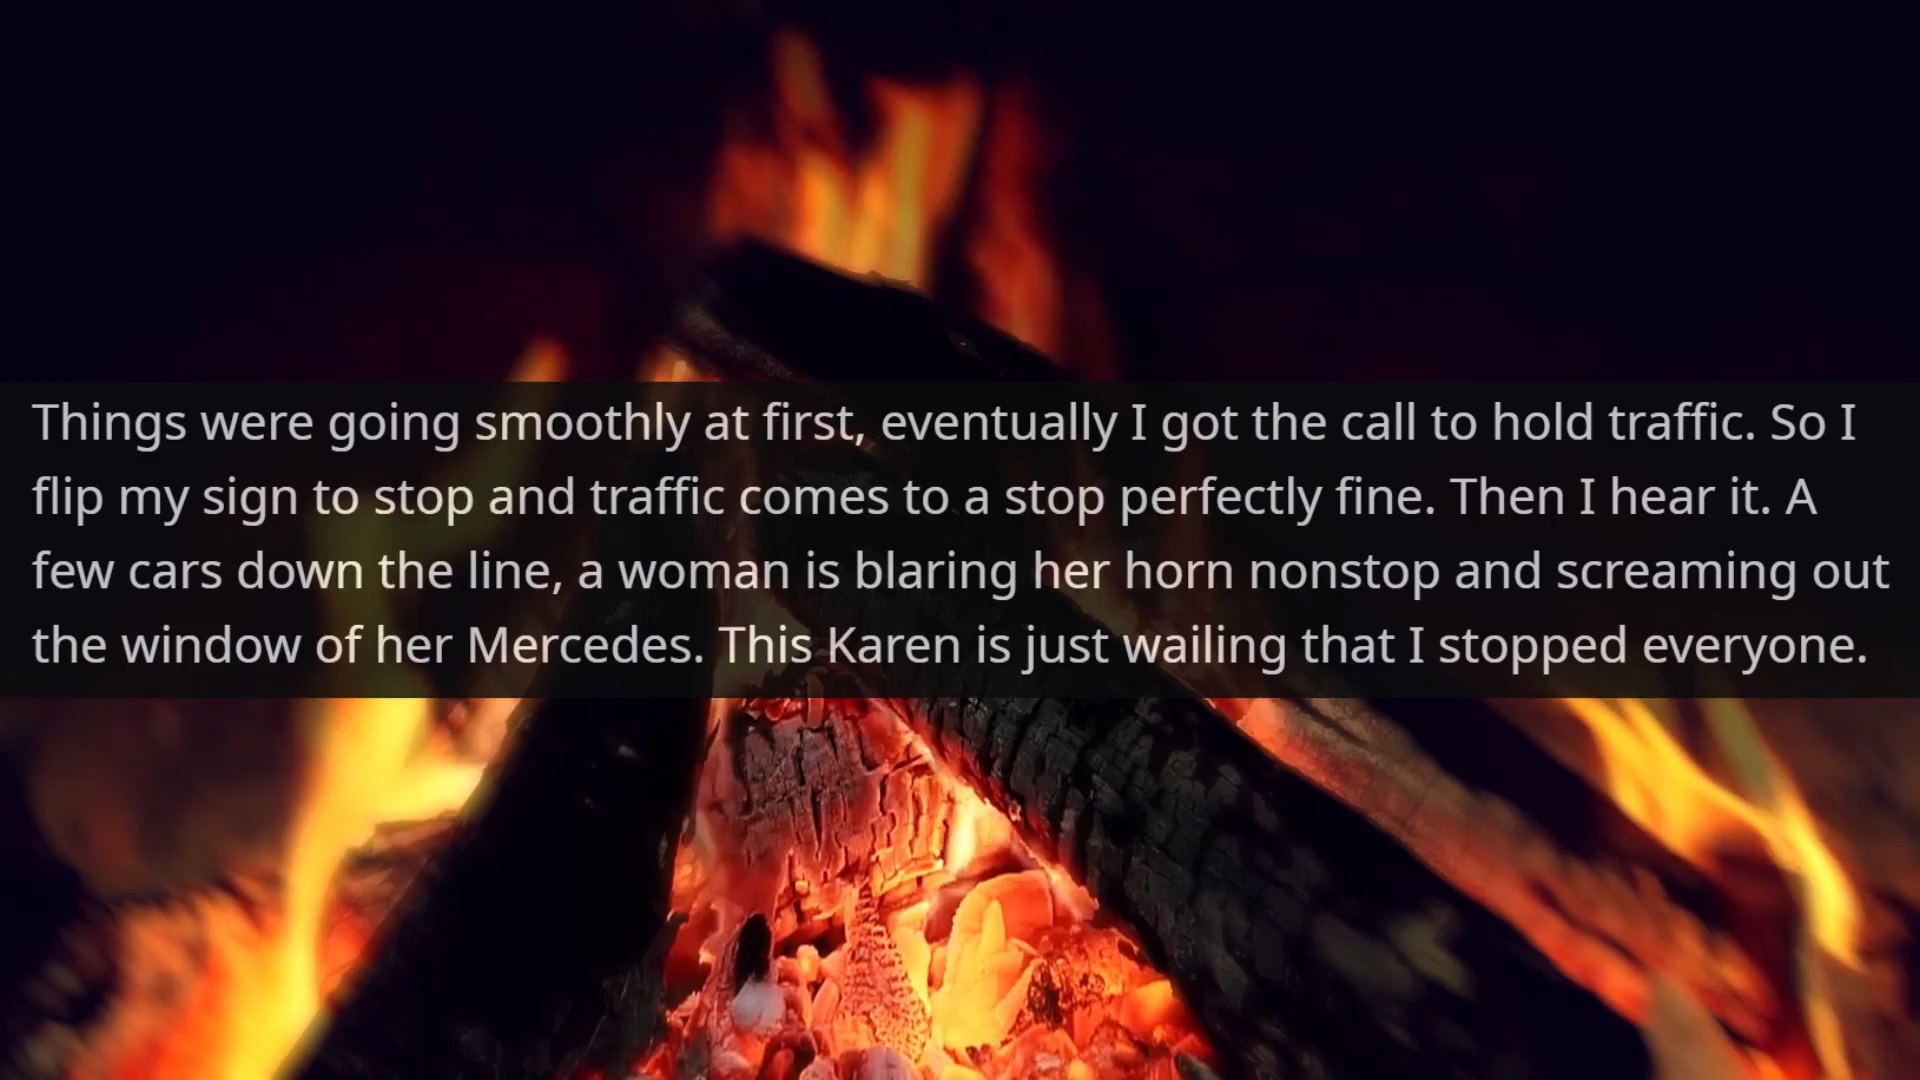 Things were going smoothly at first, eventually I got the call to hold traffic. So I
flip my sign to stop and traffic comes to a stop perfectly fine. Then I hear it. A
few cars down the line, a woman is blaring her horn nonstop and screaming out
the window of her Mercedes. This Karen is just wailing that I stopped everyone.